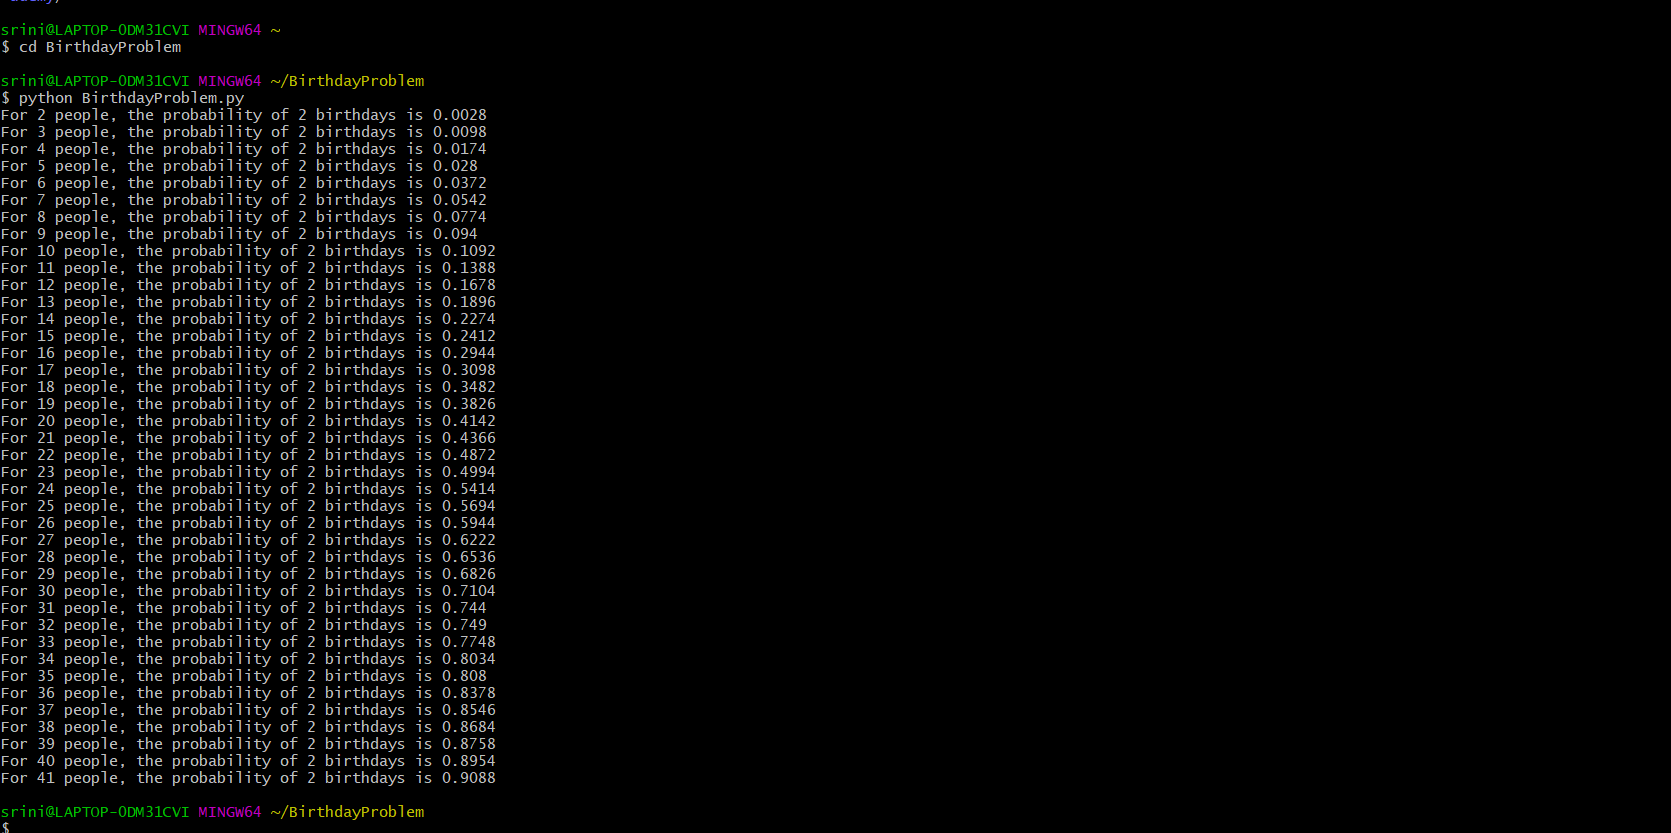 srini@LAPTOP-0DM31CVI MINGW64 ~
$ cd BirthdayProblem
srini@LAPTOP-0DM31CVI MINGW64 ~/BirthdayProblem
$ python BirthdayProblem.py
For 2 people, the probability of 2 birthdays is 0.0028
For 3 people, the probability of 2 birthdays is 0.0098
For 4 people, the probability of 2 birthdays is 0.0174
For 5 people, the probability of 2 birthdays is 0.028
For 6 people, the probability of 2 birthdays is 0.0372
For 7 people, the probability of 2 birthdays is 0.0542
For 8 people, the probability of 2 birthdays is 0.0774
For 9 people, the probability of 2 birthdays is 0.094
For 10 people, the probability of 2 birthdays is 0.1092
For 11 people, the probability of 2 birthdays is 0.1388
For 12 people, the probability of 2 birthdays is 0.1678
For 13 people, the probability of 2 birthdays is 0.1896
For 14 people, the probability of 2 birthdays is 0.2274
For 15 people, the probability of 2 birthdays is 0.2412
For 16 people, the probability of 2 birthdays is 0.2944
For 17 people, the probability of 2 birthdays is 0.3098
For 18 people, the probability of 2 birthdays is 0.3482
For 19 people, the probability of 2 birthdays is 0.3826
For 20 people, the probability of 2 birthdays is 0.4142
For 21 people, the probability of 2 birthdays is 0.4366
For 22 people, the probability of 2 birthdays is 0.4872
For 23 people, the probability of 2 birthdays is 0.4994
For 24 people, the probability of 2 birthdays is 0.5414
For 25 people, the probability of 2 birthdays is 0.5694
For 26 people, the probability of 2 birthdays is 0.5944
For 27 people, the probability of 2 birthdays is 0.6222
For 28 people, the probability of 2 birthdays is 0.6536
For 29 people, the probability of 2 birthdays is 0.6826
For 30 people, the probability of 2 birthdays is 0.7104
For 31 people, the probability of 2 birthdays is 0.744
For 32 people, the probability of 2 birthdays is 0.749
For 33 people, the probability of 2 birthdays is 0.7748
For 34 people, the probability of 2 birthdays is 0.8034
For 35 people, the probability of 2 birthdays is 0.808
For 36 people, the probability of 2 birthdays is 0.8378
For 37 people, the probability of 2 birthdays is 0.8546
For 38 people, the probability of 2 birthdays is 0.8684
For 39 people, the probability of 2 birthdays is 0.8758
For 40 people, the probability of 2 birthdays is 0.8954
For 41 people, the probability of 2 birthdays is 0.9088
srini@LAPTOP-0DM31CVI MINGW64 ~/BirthdayProblem
$